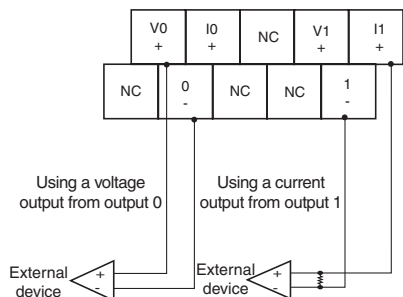 V0 I0 NC V1 I1
+ + + +
NC 0 NC NC 1
- -
Using a voltage
output from output 0
Using a current
output from output 1
External
device
+
-
External
device
+
-